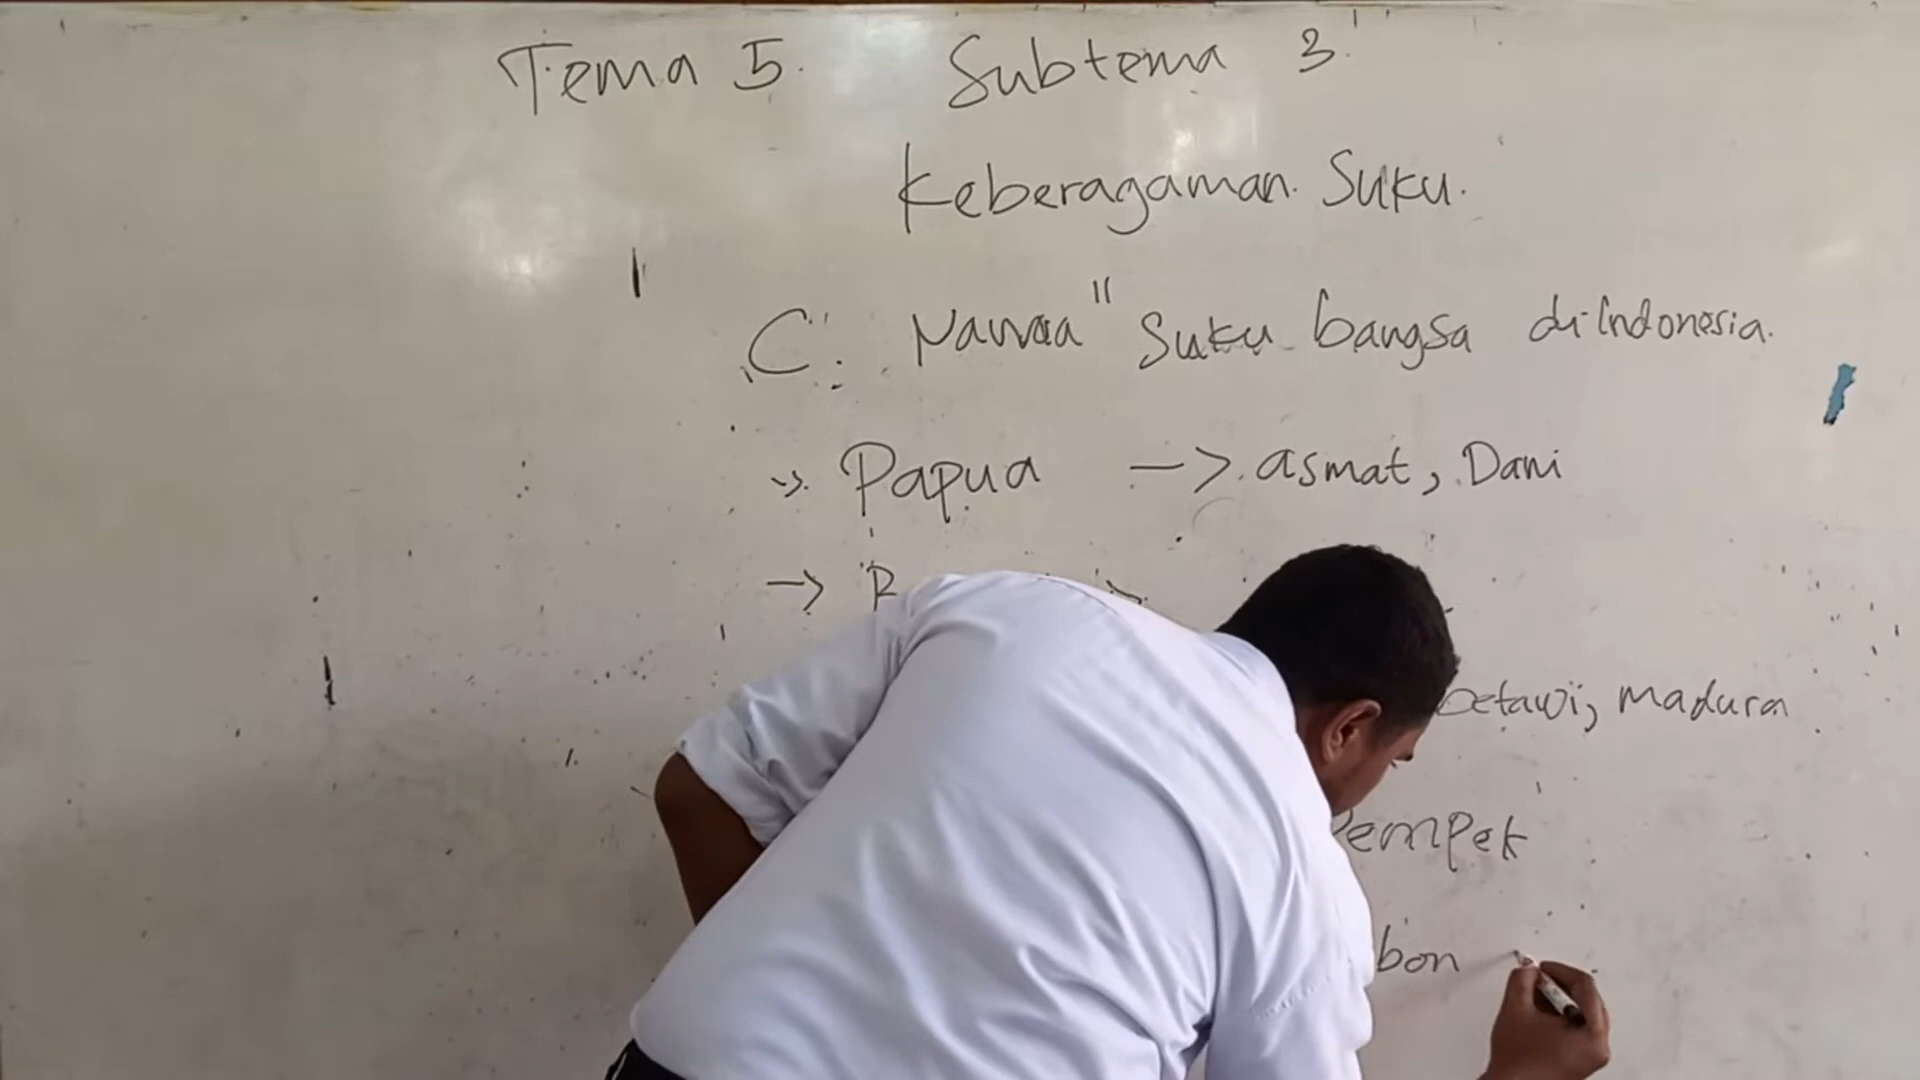 Tema 5. Subtema 3.
Keberagaman Suku.
C. Nama" Suku bangsa di Indonesia.
-> Papua -> asmat, Dani
->
betawi, madura
Pempek
bon